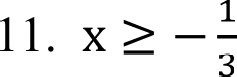 11. x ≥ −1/3